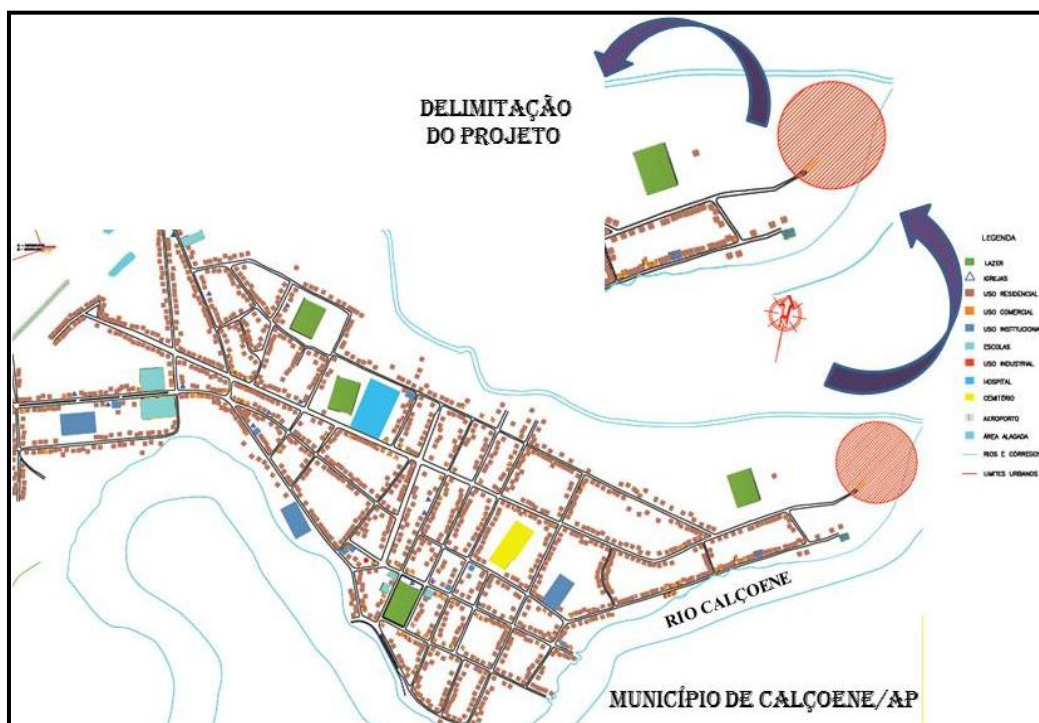 DELIMITAÇÃO
DO PROJETO
LEGENDA
LAZER
IGREJAS
USO RESIDENCIAL
USO COMERCIAL
USO INSTITUCIONAL
ESCOLAS
USO INDUSTRIAL
HOSPITAL
CEMITÉRIO
AEROPORTO
ÁREA ALAGADA
RIOS E CÓRREGOS
LIMITES URBANOS
RIO CALÇOENE
MUNICÍPIO DE CALÇOENE/AP